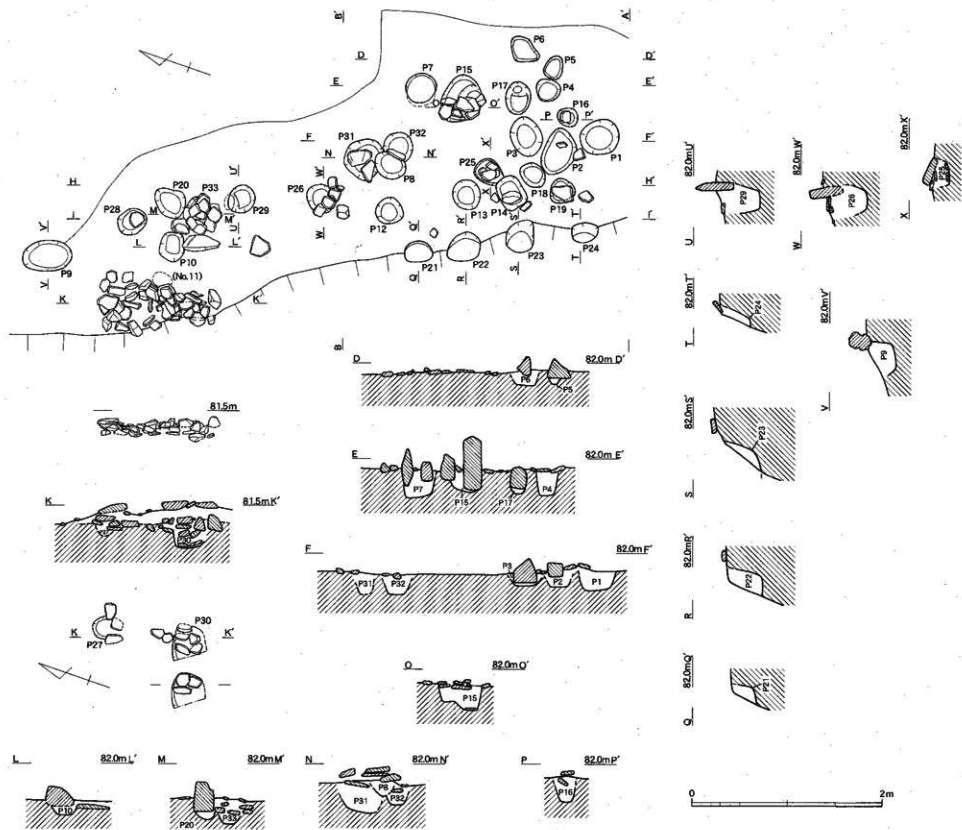 B´ A´
P6
D P5 D´
E P7 P15 E´
P17 P4
O´ P16
P P´
P31 P32 F´
F X´ P3 P1
N N´ P2
P8
P25 P18 K´
H U´ W´ X
P20 P33 P26
P28 M P29 P13 P14 P19
I M´ P12 R´ S´ T´ I´
V´ U W Q´
L P10 L´
P9 P21 P22 P23 P24
V (No.11) Q R S T
K K´
B
D 82.0m D´
P6 P5
81.5m
E 82.0m E´
P7 P15 P17 P4
K 81.5m K´
F 82.0m F´
P31 P32 P3 P2 P1
P30
K K´
P27
O 82.0m O´
P15
L 82.0m L´
P10
M 82.0m M´
P20 P33
N 82.0m N´
P31 P8 P32
P 82.0m P´
P16
82.0m U´
P29
U
82.0m W´
P26
W
82.0m X´
P25
X
82.0m T´
P24
T
82.0m V´
P9
V
82.0m S´
P23
S
82.0m R´
P22
R
82.0m Q´
P21
Q
0 2m